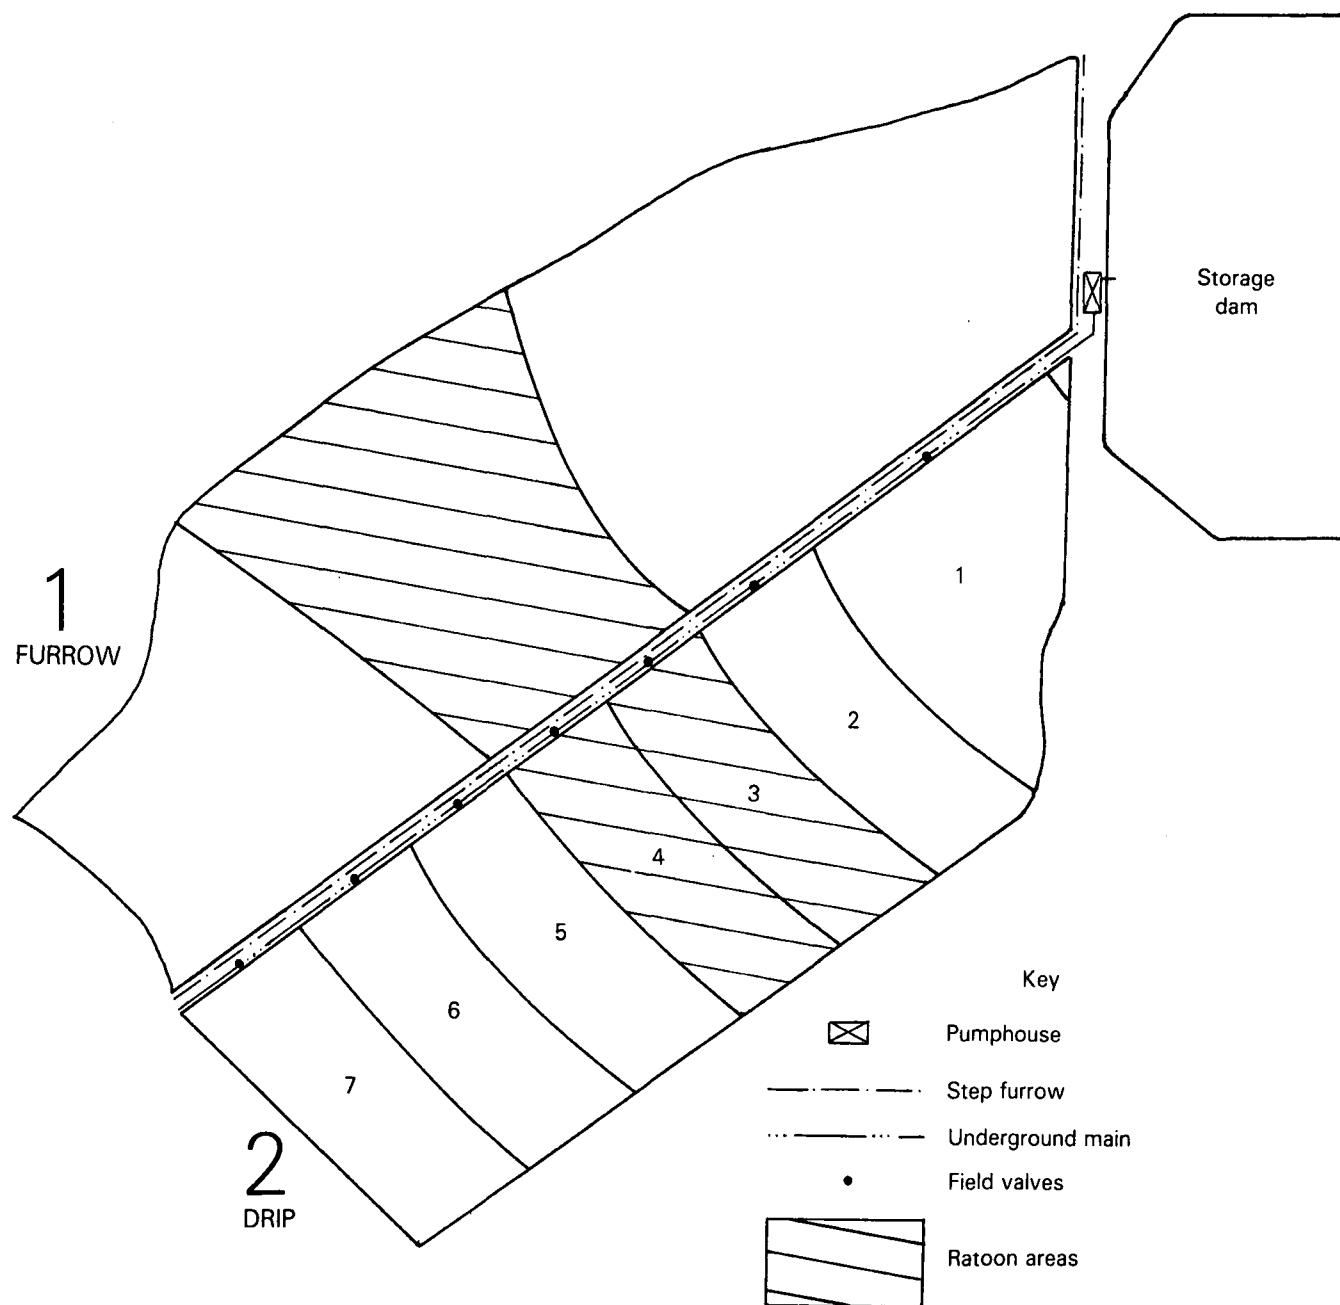 Storage
dam
1
FURROW
1
2
3
4
5
6
7
2
DRIP
Key
Pumphouse
Step furrow
Underground main
Field valves
Ratoon areas